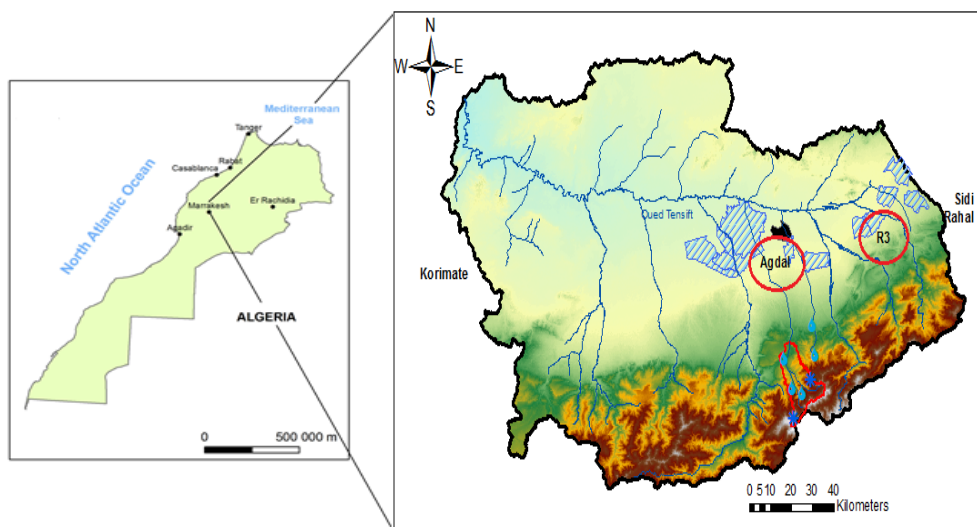 Mediterranean
Sea
Tanger
Rabat
Casablanca
North Atlantic Ocean
Marrakesh
Er Rachidia
Agadir
ALGERIA
0 500 000 m
N
W E
S
Oued Tensift
Sidi
Rahal
R3
Agdal
Korimate
0 5 10 20 30 40
Kilometers